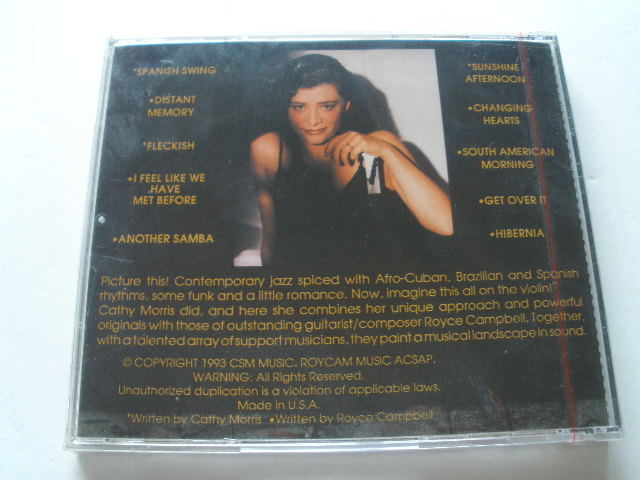 *SPANISH SWING
•DISTANT
MEMORY
*FLECKISH
•I FEEL LIKE WE
HAVE
MET BEFORE
•ANOTHER SAMBA
*SUNSHINE
AFTERNOON
•CHANGING
HEARTS
•SOUTH AMERICAN
MORNING
•GET OVER IT
•HIBERNIA
Picture this! Contemporary jazz spiced with Afro-Cuban, Brazilian and Spanish
rhythms, some funk and a little romance. Now, imagine this all on the violin!
Cathy Morris did, and here she combines her unique approach and powerful
originals with those of outstanding guitarist/composer Royce Campbell. Together,
with a talented array of support musicians, they paint a musical landscape in sound.
© COPYRIGHT 1993 CSM MUSIC. ROYCAM MUSIC ACSAP.
WARNING: All Rights Reserved.
Unauthorized duplication is a violation of applicable laws.
Made in U.S.A.
*Written by Cathy Morris •Written by Royce Campbell